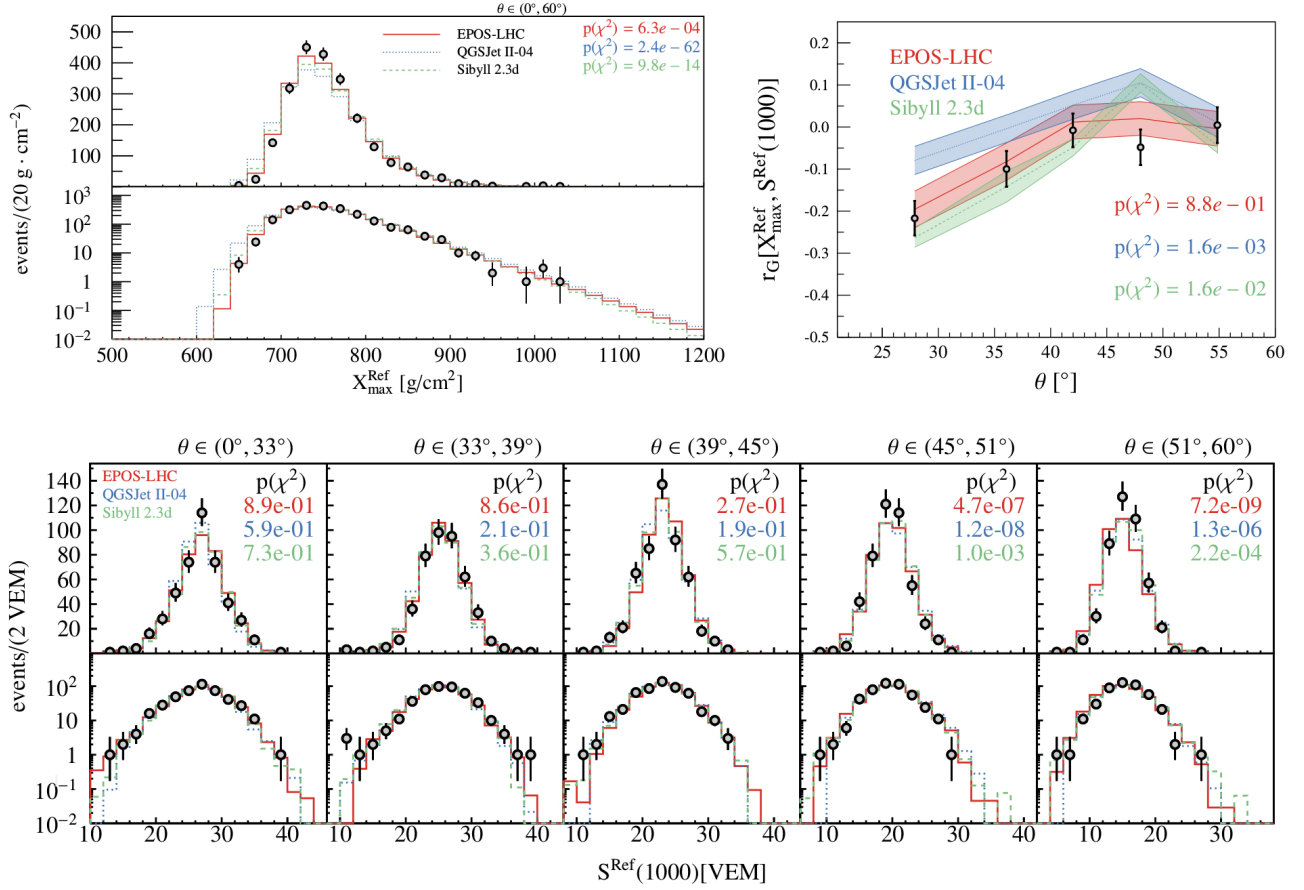 θ ∈ (0°, 60°)
500
400
300
200
100
EPOS-LHC
QGSJet II-04
Sibyll 2.3d
p(χ²) = 6.3e − 04
p(χ²) = 2.4e − 62
p(χ²) = 9.8e − 14
10³
10²
10
1
10⁻¹
10⁻²
events/(20 g · cm⁻²)
500 600 700 800 900 1000 1100 1200
X_max^Ref [g/cm²]
0.2
0.1
0.0
-0.1
-0.2
-0.3
-0.4
-0.5
r_G[X_max^Ref, S^Ref(1000)]
EPOS-LHC
QGSJet II-04
Sibyll 2.3d
p(χ²) = 8.8e − 01
p(χ²) = 1.6e − 03
p(χ²) = 1.6e − 02
25 30 35 40 45 50 55 60
θ [°]
θ ∈ (0°, 33°) θ ∈ (33°, 39°) θ ∈ (39°, 45°) θ ∈ (45°, 51°) θ ∈ (51°, 60°)
140
120
100
80
60
40
20
EPOS-LHC
QGSJet II-04
Sibyll 2.3d
p(χ²)
8.9e-01
5.9e-01
7.3e-01
p(χ²)
8.6e-01
2.1e-01
3.6e-01
p(χ²)
2.7e-01
1.9e-01
5.7e-01
p(χ²)
4.7e-07
1.2e-08
1.0e-03
p(χ²)
7.2e-09
1.3e-06
2.2e-04
events/(2 VEM)
10²
10
1
10⁻¹
10⁻²
10 20 30 40 10 20 30 40 10 20 30 40 10 20 30 40 10 20 30
S^Ref(1000)[VEM]